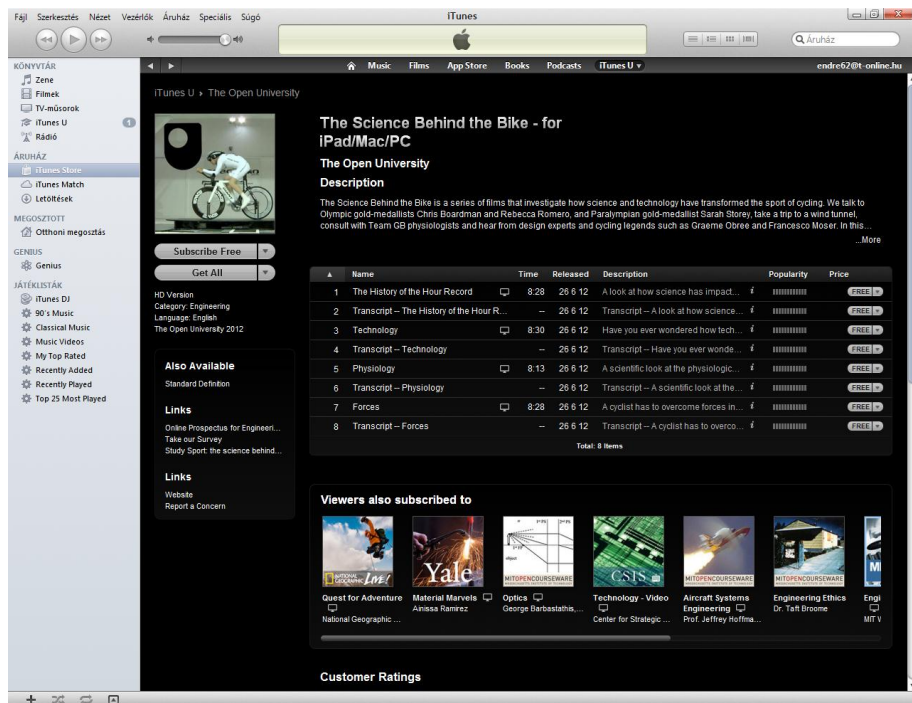 iTunes
Fájl Szerkesztés Nézet Vezérlők Áruház Speciális Súgó
Áruház
Music Films App Store Books Podcasts iTunes U
endre62@t-online.hu
KÖNYVTÁR
Zene
Filmek
TV-műsorok
iTunes U 1
Rádió
ÁRUHÁZ
iTunes Store
iTunes Match
Letöltések
MEGOSZTOTT
Otthoni megosztás
GENIUS
Genius
JÁTÉKLISTÁK
iTunes DJ
90's Music
Classical Music
Music Videos
My Top Rated
Recently Added
Recently Played
Top 25 Most Played
iTunes U › The Open University
Subscribe Free
Get All
HD Version
Category: Engineering
Language: English
The Open University 2012
Also Available
Standard Definition
Links
Online Prospectus for Engineeri...
Take our Survey
Study Sport: the science behind...
Links
Website
Report a Concern
The Science Behind the Bike - for
iPad/Mac/PC
The Open University
Description
The Science Behind the Bike is a series of films that investigate how science and technology have transformed the sport of cycling. We talk to
Olympic gold-medallists Chris Boardman and Rebecca Romero, and Paralympian gold-medallist Sarah Storey, take a trip to a wind tunnel,
consult with Team GB physiologists and hear from design experts and cycling legends such as Graeme Obree and Francesco Moser. In this...
...More
Name Time Released Description Popularity Price
1 The History of the Hour Record 8:28 26 6 12 A look at how science has impact... i FREE
2 Transcript -- The History of the Hour R... -- 26 6 12 Transcript -- A look at how science... i FREE
3 Technology 8:30 26 6 12 Have you ever wondered how tech... i FREE
4 Transcript -- Technology -- 26 6 12 Transcript -- Have you ever wonde... i FREE
5 Physiology 8:13 26 6 12 A scientific look at the physiologic... i FREE
6 Transcript -- Physiology -- 26 6 12 Transcript -- A scientific look at the... i FREE
7 Forces 8:28 26 6 12 A cyclist has to overcome forces in... i FREE
8 Transcript -- Forces -- 26 6 12 Transcript -- A cyclist has to overco... i FREE
Total: 8 Items
Viewers also subscribed to
NATIONAL GEOGRAPHIC LIVE!
Yale
object
MITOPENCOURSEWARE
CSIS
MITOPENCOURSEWARE
MITOPENCOURSEWARE
MI
Quest for Adventure
National Geographic ...
Material Marvels
Ainissa Ramirez
Optics
George Barbastathis,...
Technology - Video
Center for Strategic ...
Aircraft Systems
Engineering
Prof. Jeffrey Hoffma...
Engineering Ethics
Dr. Taft Broome
Engi
MIT V
Customer Ratings